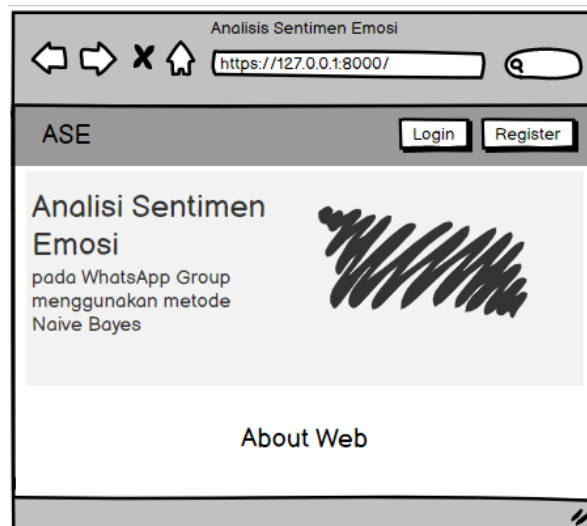 Analisis Sentimen Emosi
https://127.0.0.1:8000/
ASE
Login
Register
Analisi Sentimen
Emosi
pada WhatsApp Group
menggunakan metode
Naive Bayes
About Web